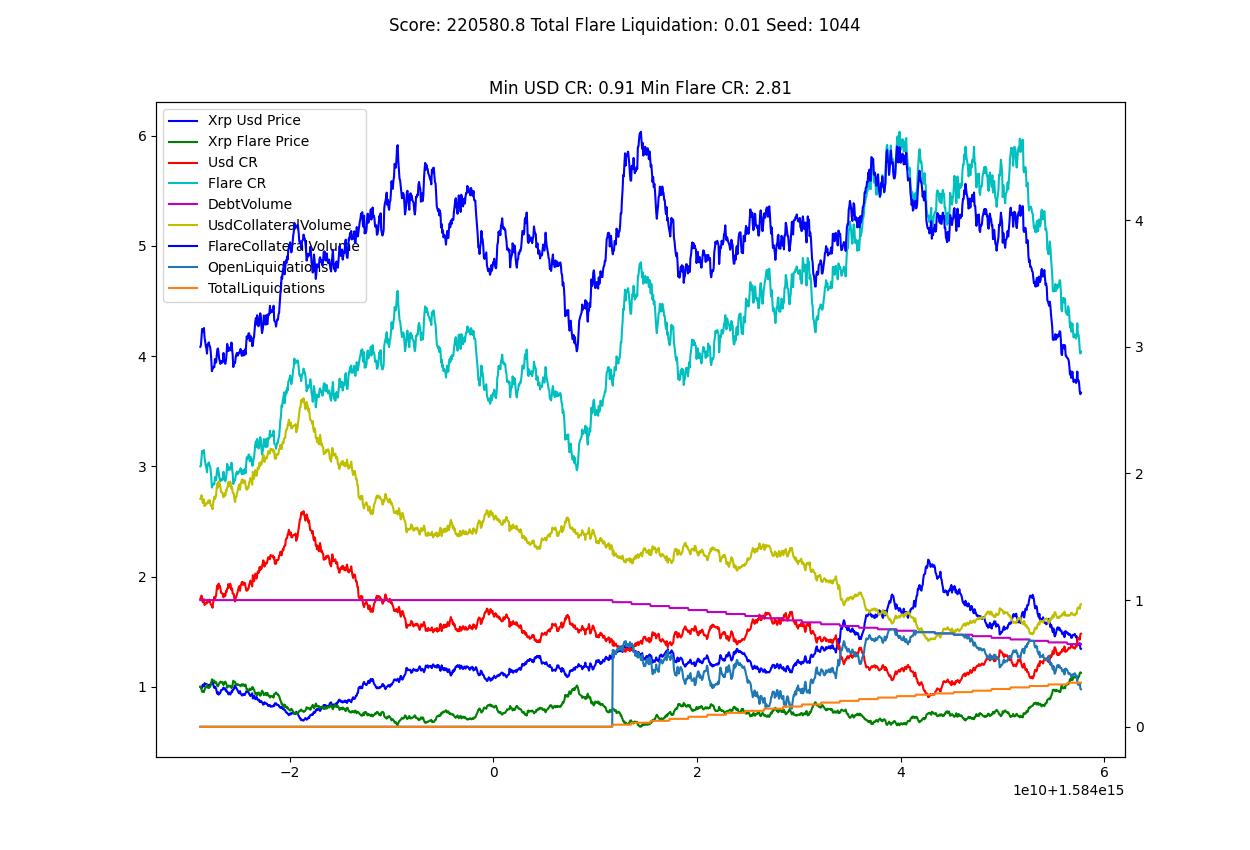 Score: 220580.8 Total Flare Liquidation: 0.01 Seed: 1044
Min USD CR: 0.91 Min Flare CR: 2.81
Xrp Usd Price
Xrp Flare Price
Usd CR
Flare CR
DebtVolume
UsdCollateralVolume
FlareCollateralVolume
OpenLiquidations
TotalLiquidations
6
5
4
3
2
1
4
3
2
1
0
−2
0
2
4
6
1e10+1.584e15